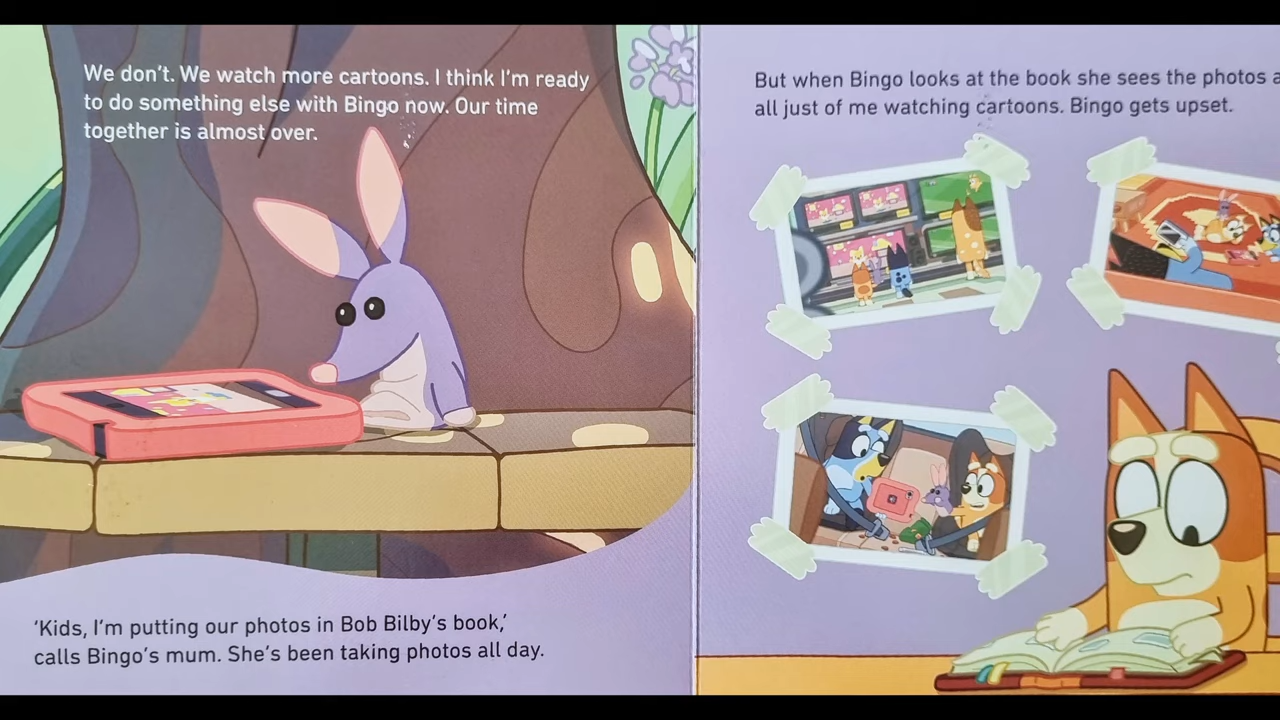 We don't. We watch more cartoons. I think I'm ready
to do something else with Bingo now. Our time
together is almost over.
'Kids, I'm putting our photos in Bob Bilby's book,'
calls Bingo's mum. She's been taking photos all day.
But when Bingo looks at the book she sees the photos
all just of me watching cartoons. Bingo gets upset.